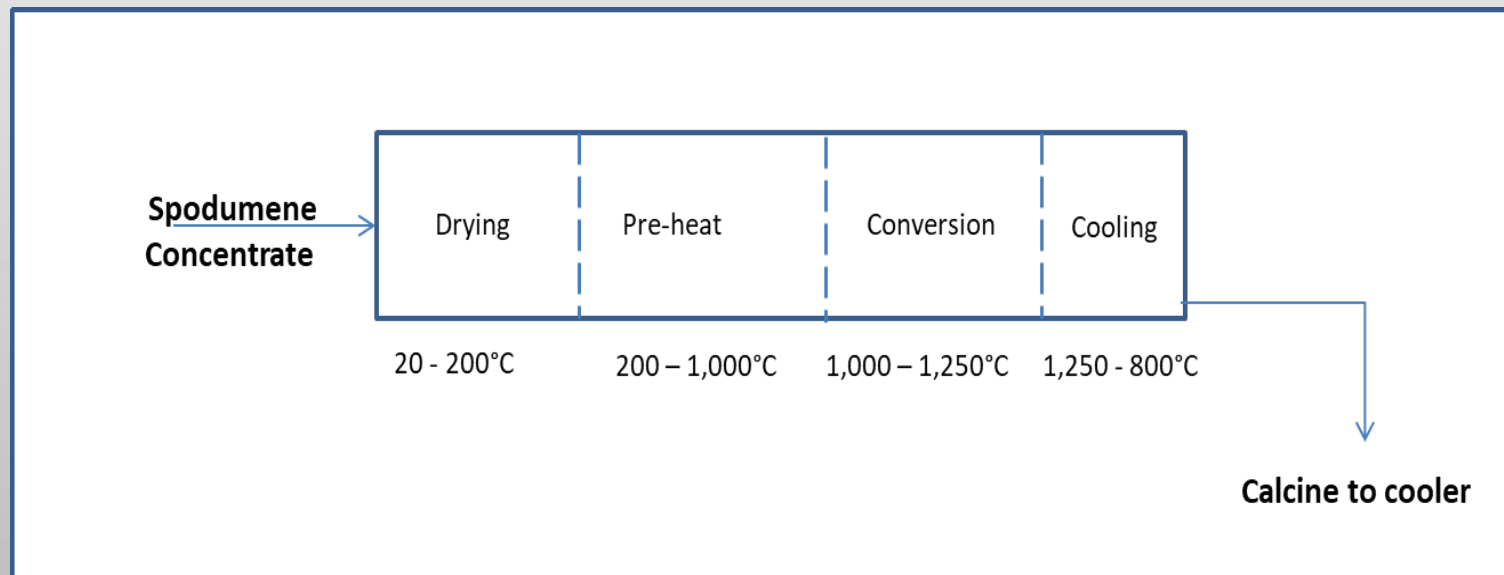 Spodumene
Concentrate
Drying
Pre-heat
Conversion
Cooling
20 - 200°C
200 – 1,000°C
1,000 – 1,250°C
1,250 - 800°C
Calcine to cooler